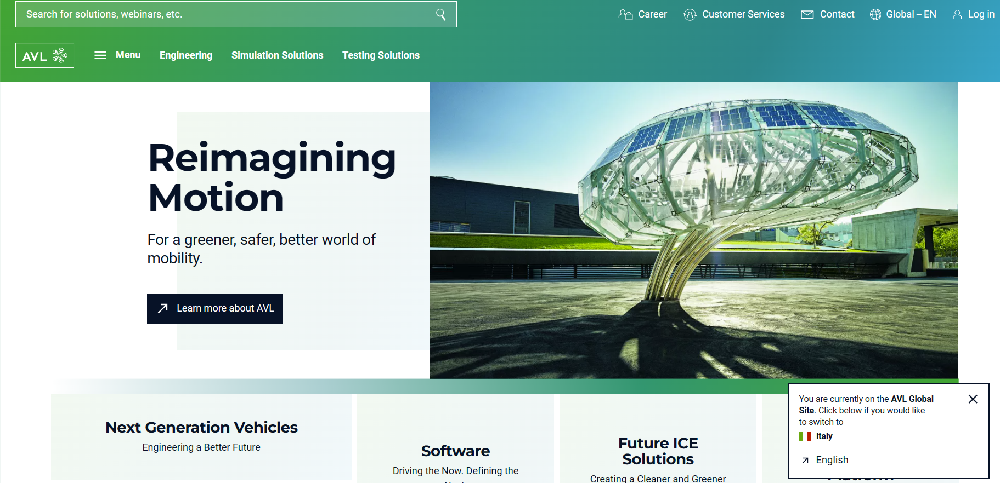 Search for solutions, webinars, etc.
Career
Customer Services
Contact
Global – EN
Log in
AVL
Menu
Engineering
Simulation Solutions
Testing Solutions
Reimagining
Motion
For a greener, safer, better world of
mobility.
Learn more about AVL
Next Generation Vehicles
Engineering a Better Future
Software
Driving the Now. Defining the
Future ICE
Solutions
Creating a Cleaner and Greener
You are currently on the AVL Global
Site. Click below if you would like
to switch to
Italy
English